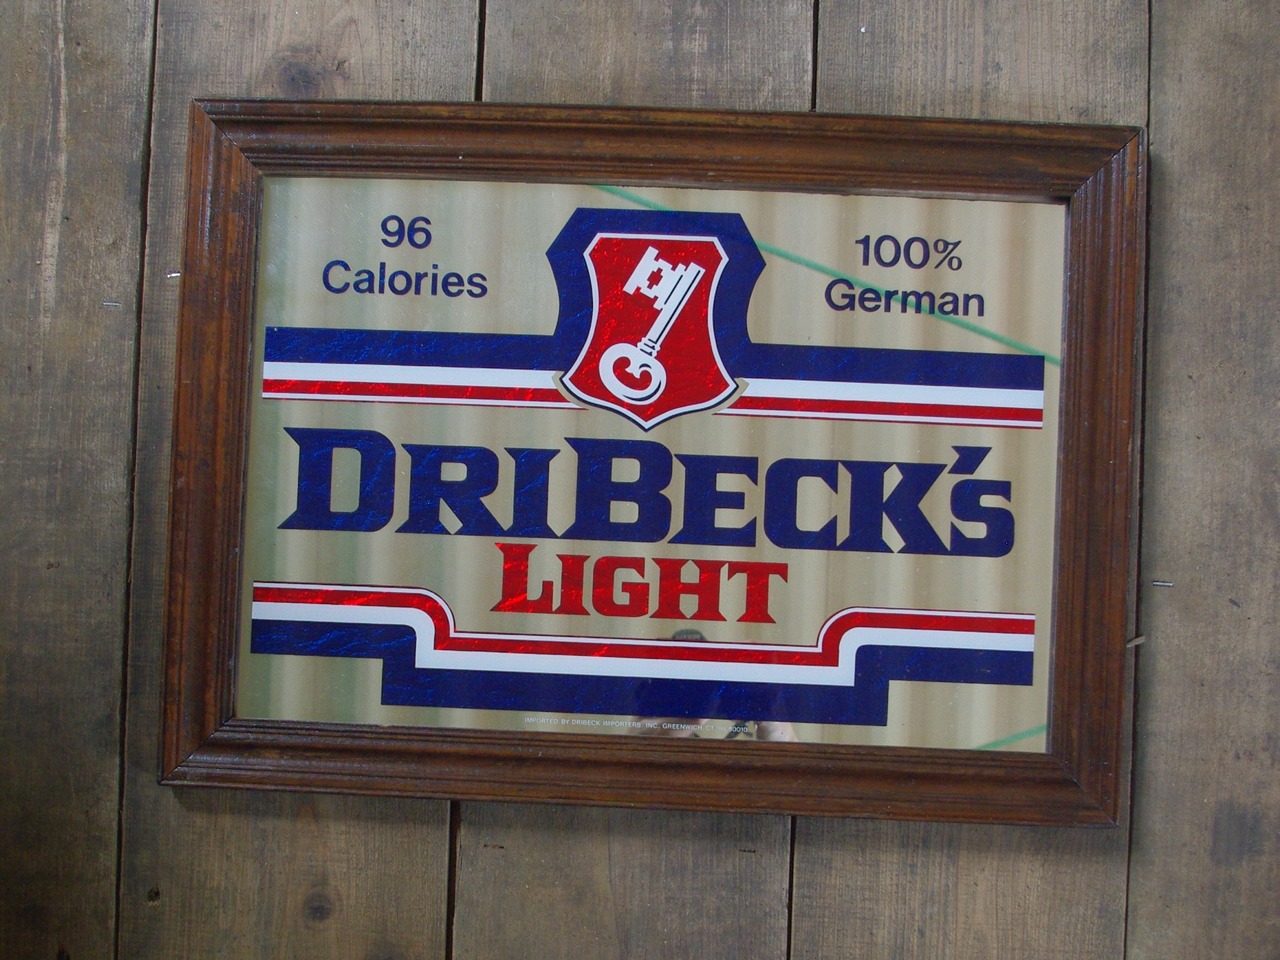 96
Calories
100%
German
DRIBECK'S
LIGHT
IMPORTED BY DRIBECK IMPORTERS, INC. GREENWICH, CT.